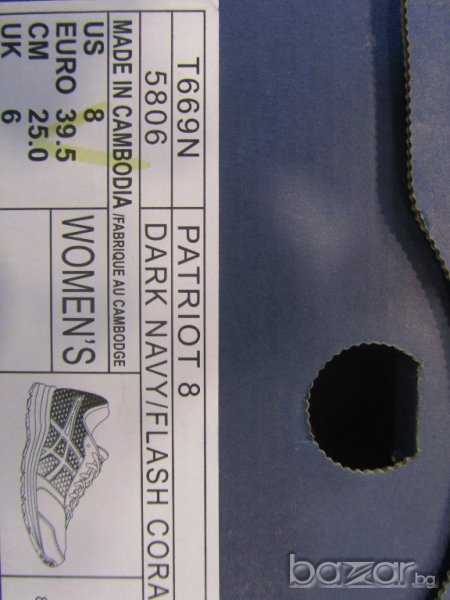 T669N PATRIOT 8
5806 DARK NAVY/FLASH CORA
MADE IN CAMBODIA /FABRIQUE AU CAMBODGE
US 8
EURO 39.5
CM 25.0
UK 6
WOMEN'S
bazar.bg